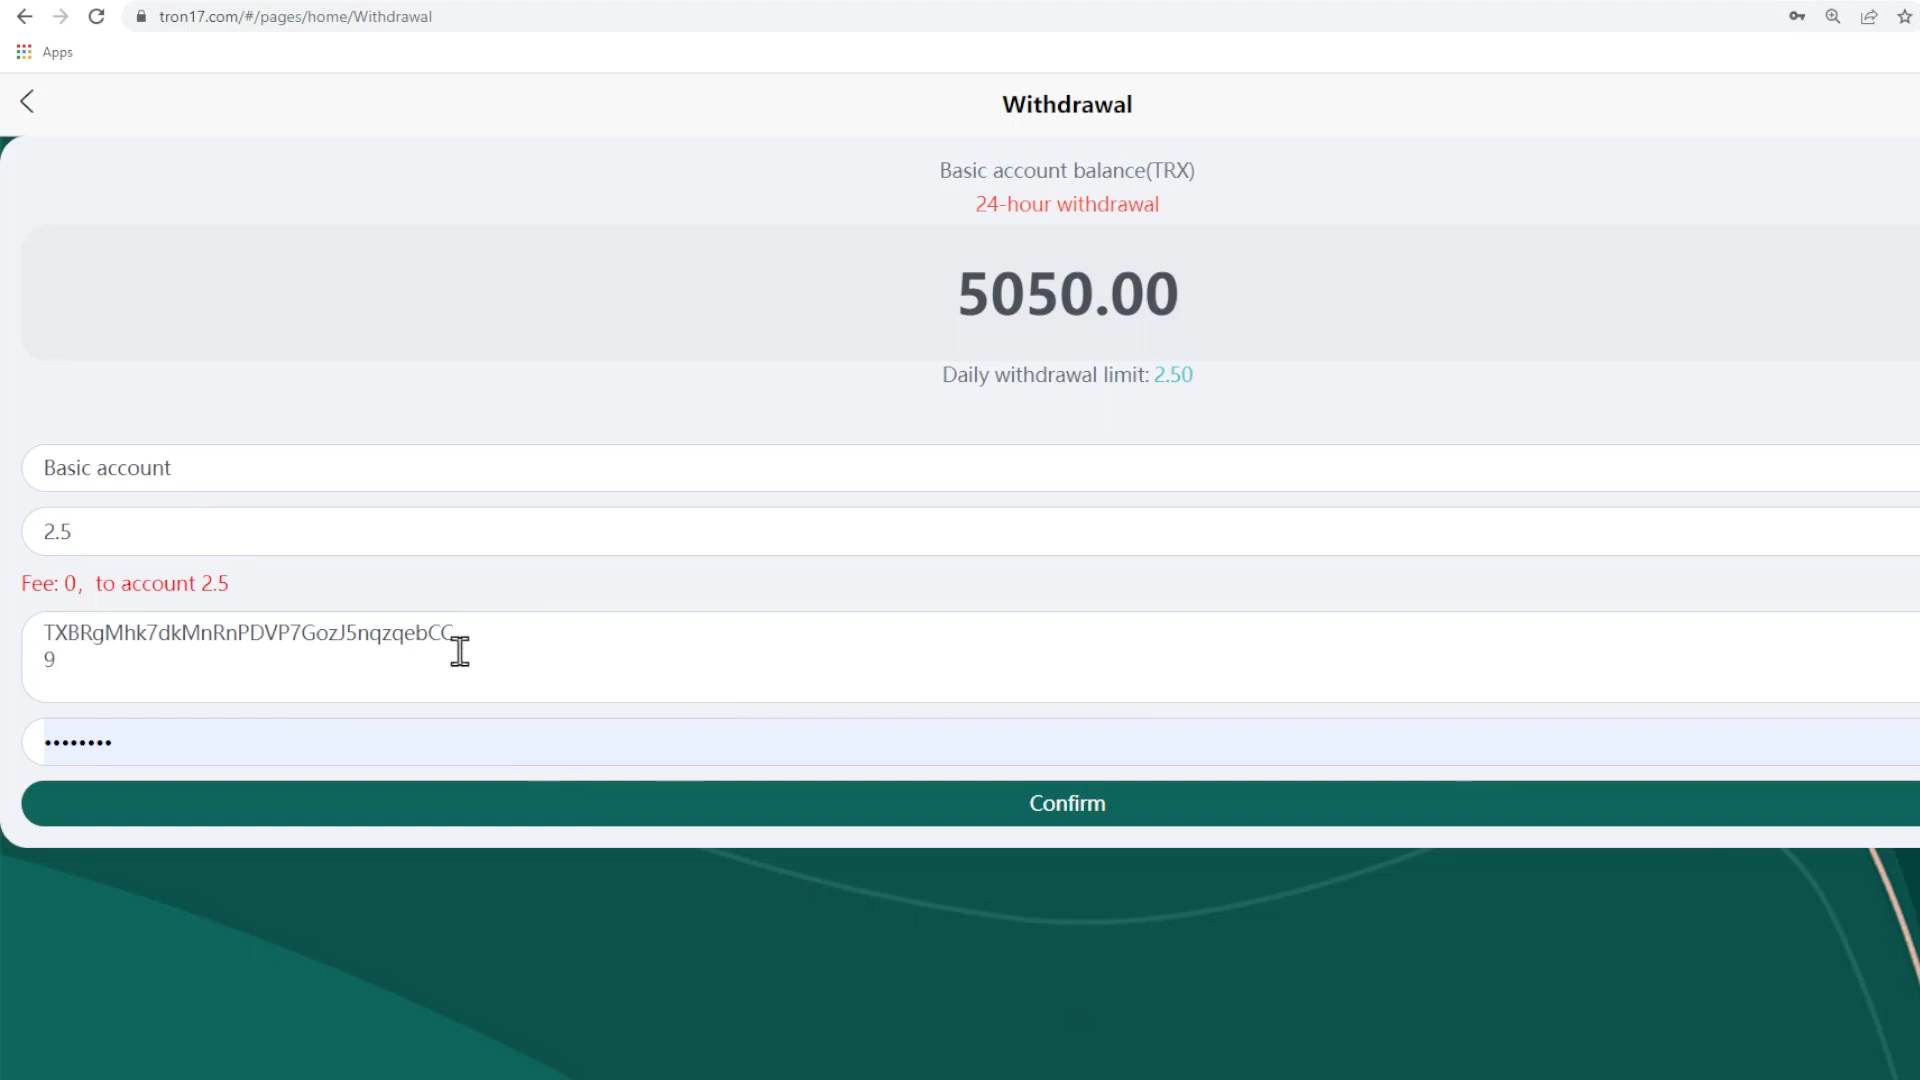 tron17.com/#/pages/home/Withdrawal
Apps
Withdrawal
Basic account balance(TRX)
24-hour withdrawal
5050.00
Daily withdrawal limit: 2.50
Basic account
2.5
Fee: 0, to account 2.5
TXBRgMhk7dkMnRnPDVP7GozJ5nqzqebCC
9
••••••••
Confirm